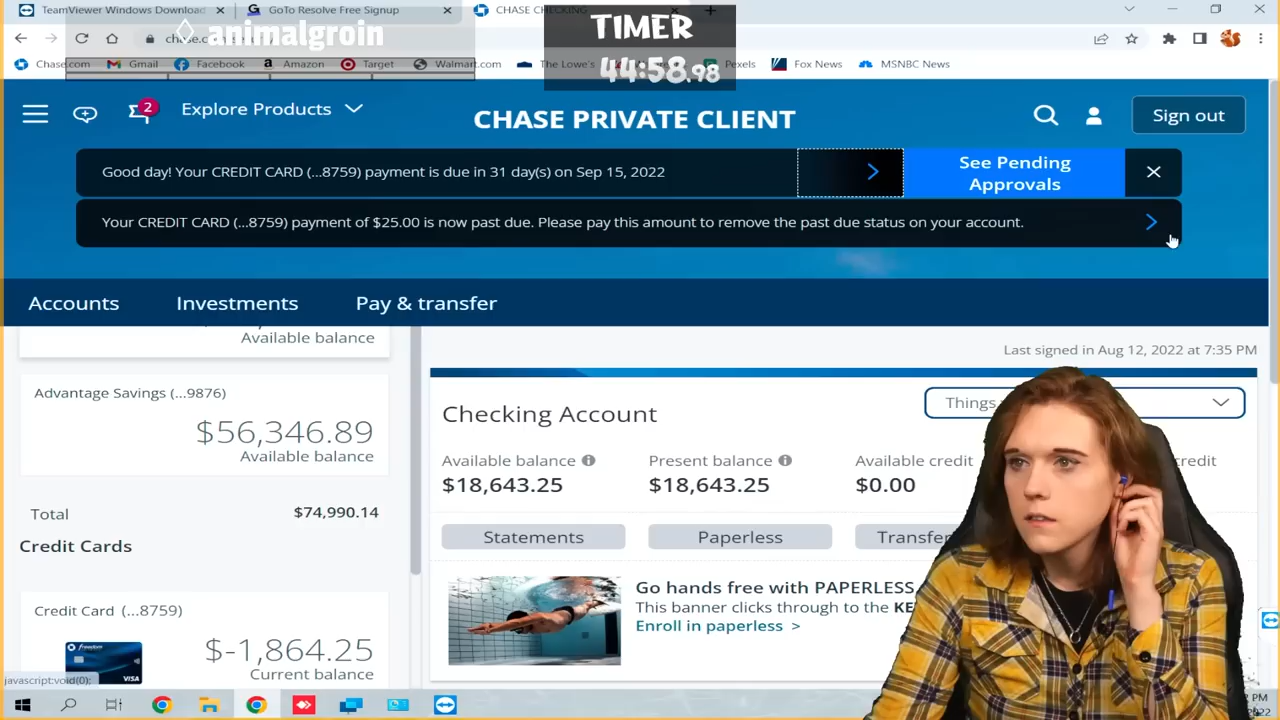 TeamViewer Windows Download
GoTo Resolve Free Signup
CHASE CHECKING
animalgroin
TIMER
44:58.98
Chase.com
Gmail
Facebook
Amazon
Target
Walmart.com
The Lowe's
Pexels
Fox News
MSNBC News
2
Explore Products
CHASE PRIVATE CLIENT
Sign out
Good day! Your CREDIT CARD (...8759) payment is due in 31 day(s) on Sep 15, 2022
See Pending
Approvals
Your CREDIT CARD (...8759) payment of $25.00 is now past due. Please pay this amount to remove the past due status on your account.
Accounts
Investments
Pay & transfer
Available balance
Last signed in Aug 12, 2022 at 7:35 PM
Advantage Savings (...9876)
$56,346.89
Available balance
Total
$74,990.14
Credit Cards
Credit Card (...8759)
freedom
VISA
$-1,864.25
Current balance
Checking Account
Things
Available balance
Present balance
Available credit
credit
$18,643.25
$18,643.25
$0.00
Statements
Paperless
Transfer
Go hands free with PAPERLESS
This banner clicks through to the
Enroll in paperless >
javascript:void(0);
PM
2022